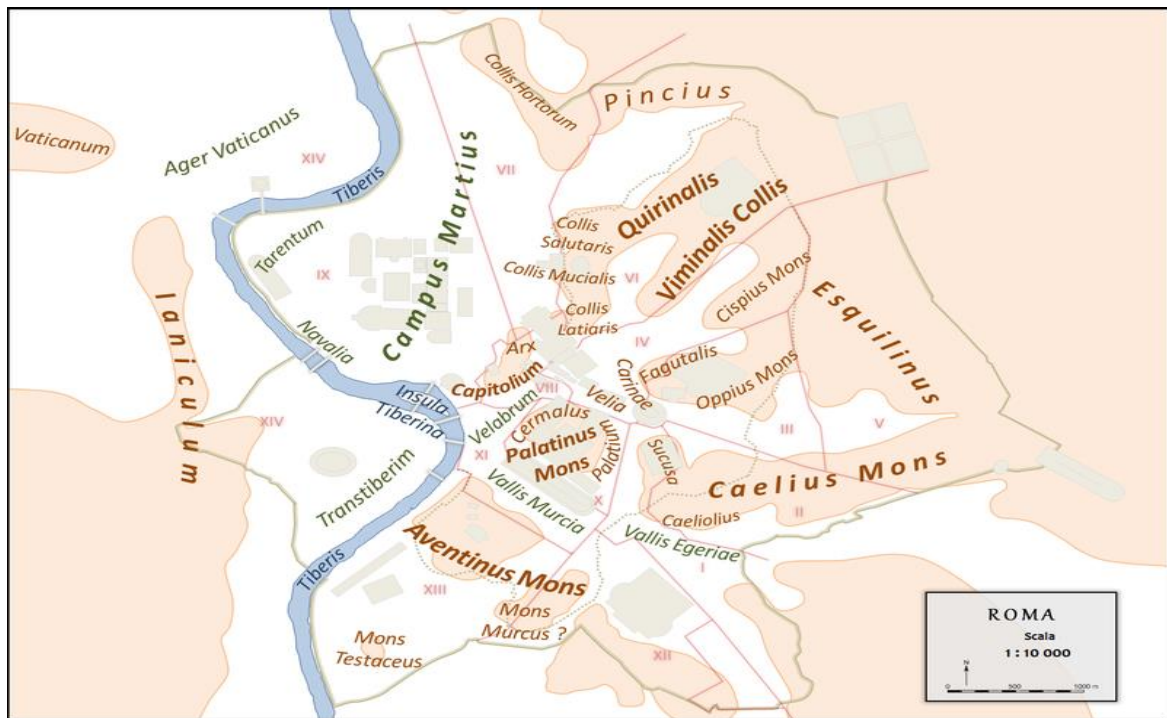 Collis Hortorum
Pincius
Vaticanum
Ager Vaticanus
XIV
Tiberis
VII
Campus Martius
Quirinalis
Viminalis Collis
Collis
Salutaris
Tarentum
IX
Collis Mucialis
VI
Cispius Mons
Esquilinus
Ianiculum
Navalia
Collis
Latiaris
IV
Arx
Fagutalis
Capitolium
Carinae
Oppius Mons
VIII
Velia
Insula
Tiberina
Velabrum
Cermalus
XIV
III
V
Palatinus
Mons
Palatium
XI
Sucusa
Caelius Mons
Transtiberim
Vallis Murcia
X
Caeliolius
II
Aventinus Mons
Vallis Egeriae
I
Tiberis
XIII
Mons
Murcus ?
Mons
Testaceus
XII
ROMA
Scala
1 : 10 000
N
0 500 1000 m